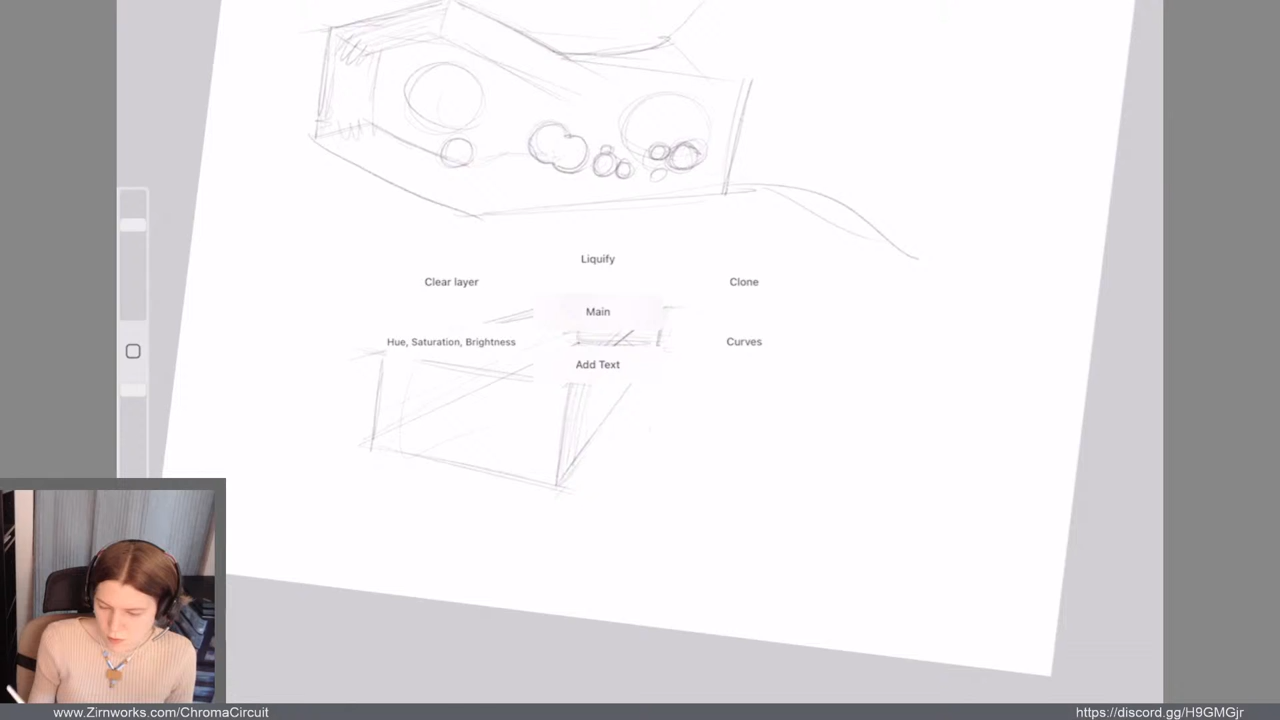 Liquify
Clear layer
Clone
Main
Hue, Saturation, Brightness
Curves
Add Text
www.Zirnworks.com/ChromaCircuit
https://discord.gg/H9GMGjr